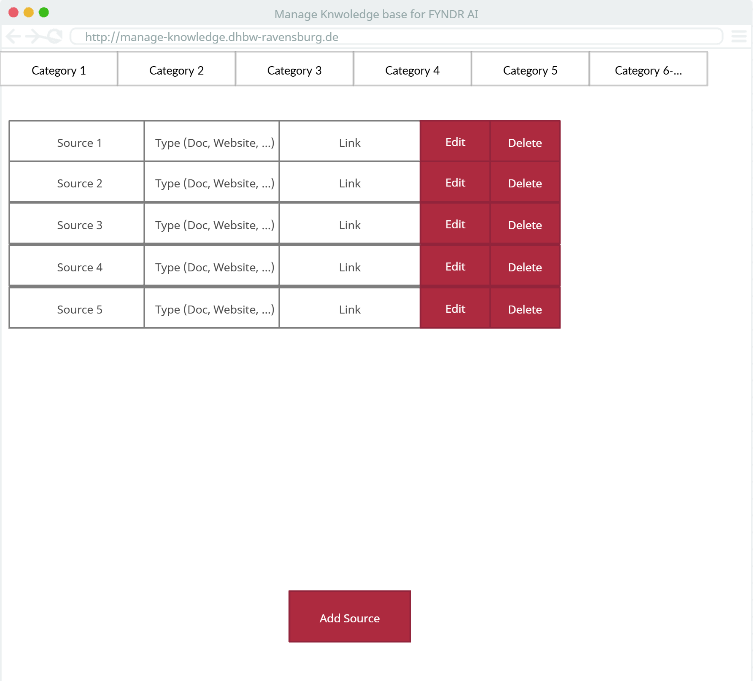 Manage Knwoledge base for FYNDR AI
http://manage-knowledge.dhbw-ravensburg.de
Category 1 Category 2 Category 3 Category 4 Category 5 Category 6-...
Source 1 Type (Doc, Website, ...) Link Edit Delete
Source 2 Type (Doc, Website, ...) Link Edit Delete
Source 3 Type (Doc, Website, ...) Link Edit Delete
Source 4 Type (Doc, Website, ...) Link Edit Delete
Source 5 Type (Doc, Website, ...) Link Edit Delete
Add Source